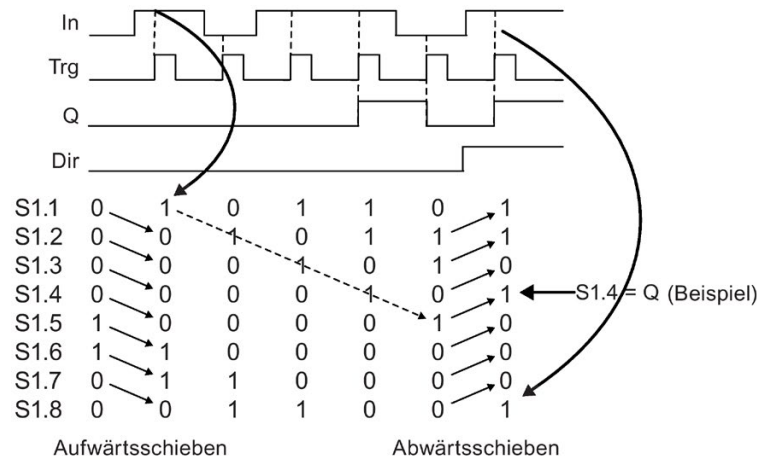 In
Trg
Q
Dir
S1.1 0 1 0 1 1 0 1
S1.2 0 0 1 0 1 1 1
S1.3 0 0 0 1 0 1 0
S1.4 0 0 0 0 1 0 1 S1.4 = Q (Beispiel)
S1.5 1 0 0 0 0 1 0
S1.6 1 1 0 0 0 0 0
S1.7 0 1 1 0 0 0 0
S1.8 0 0 1 1 0 0 1
Aufwärtsschieben Abwärtsschieben